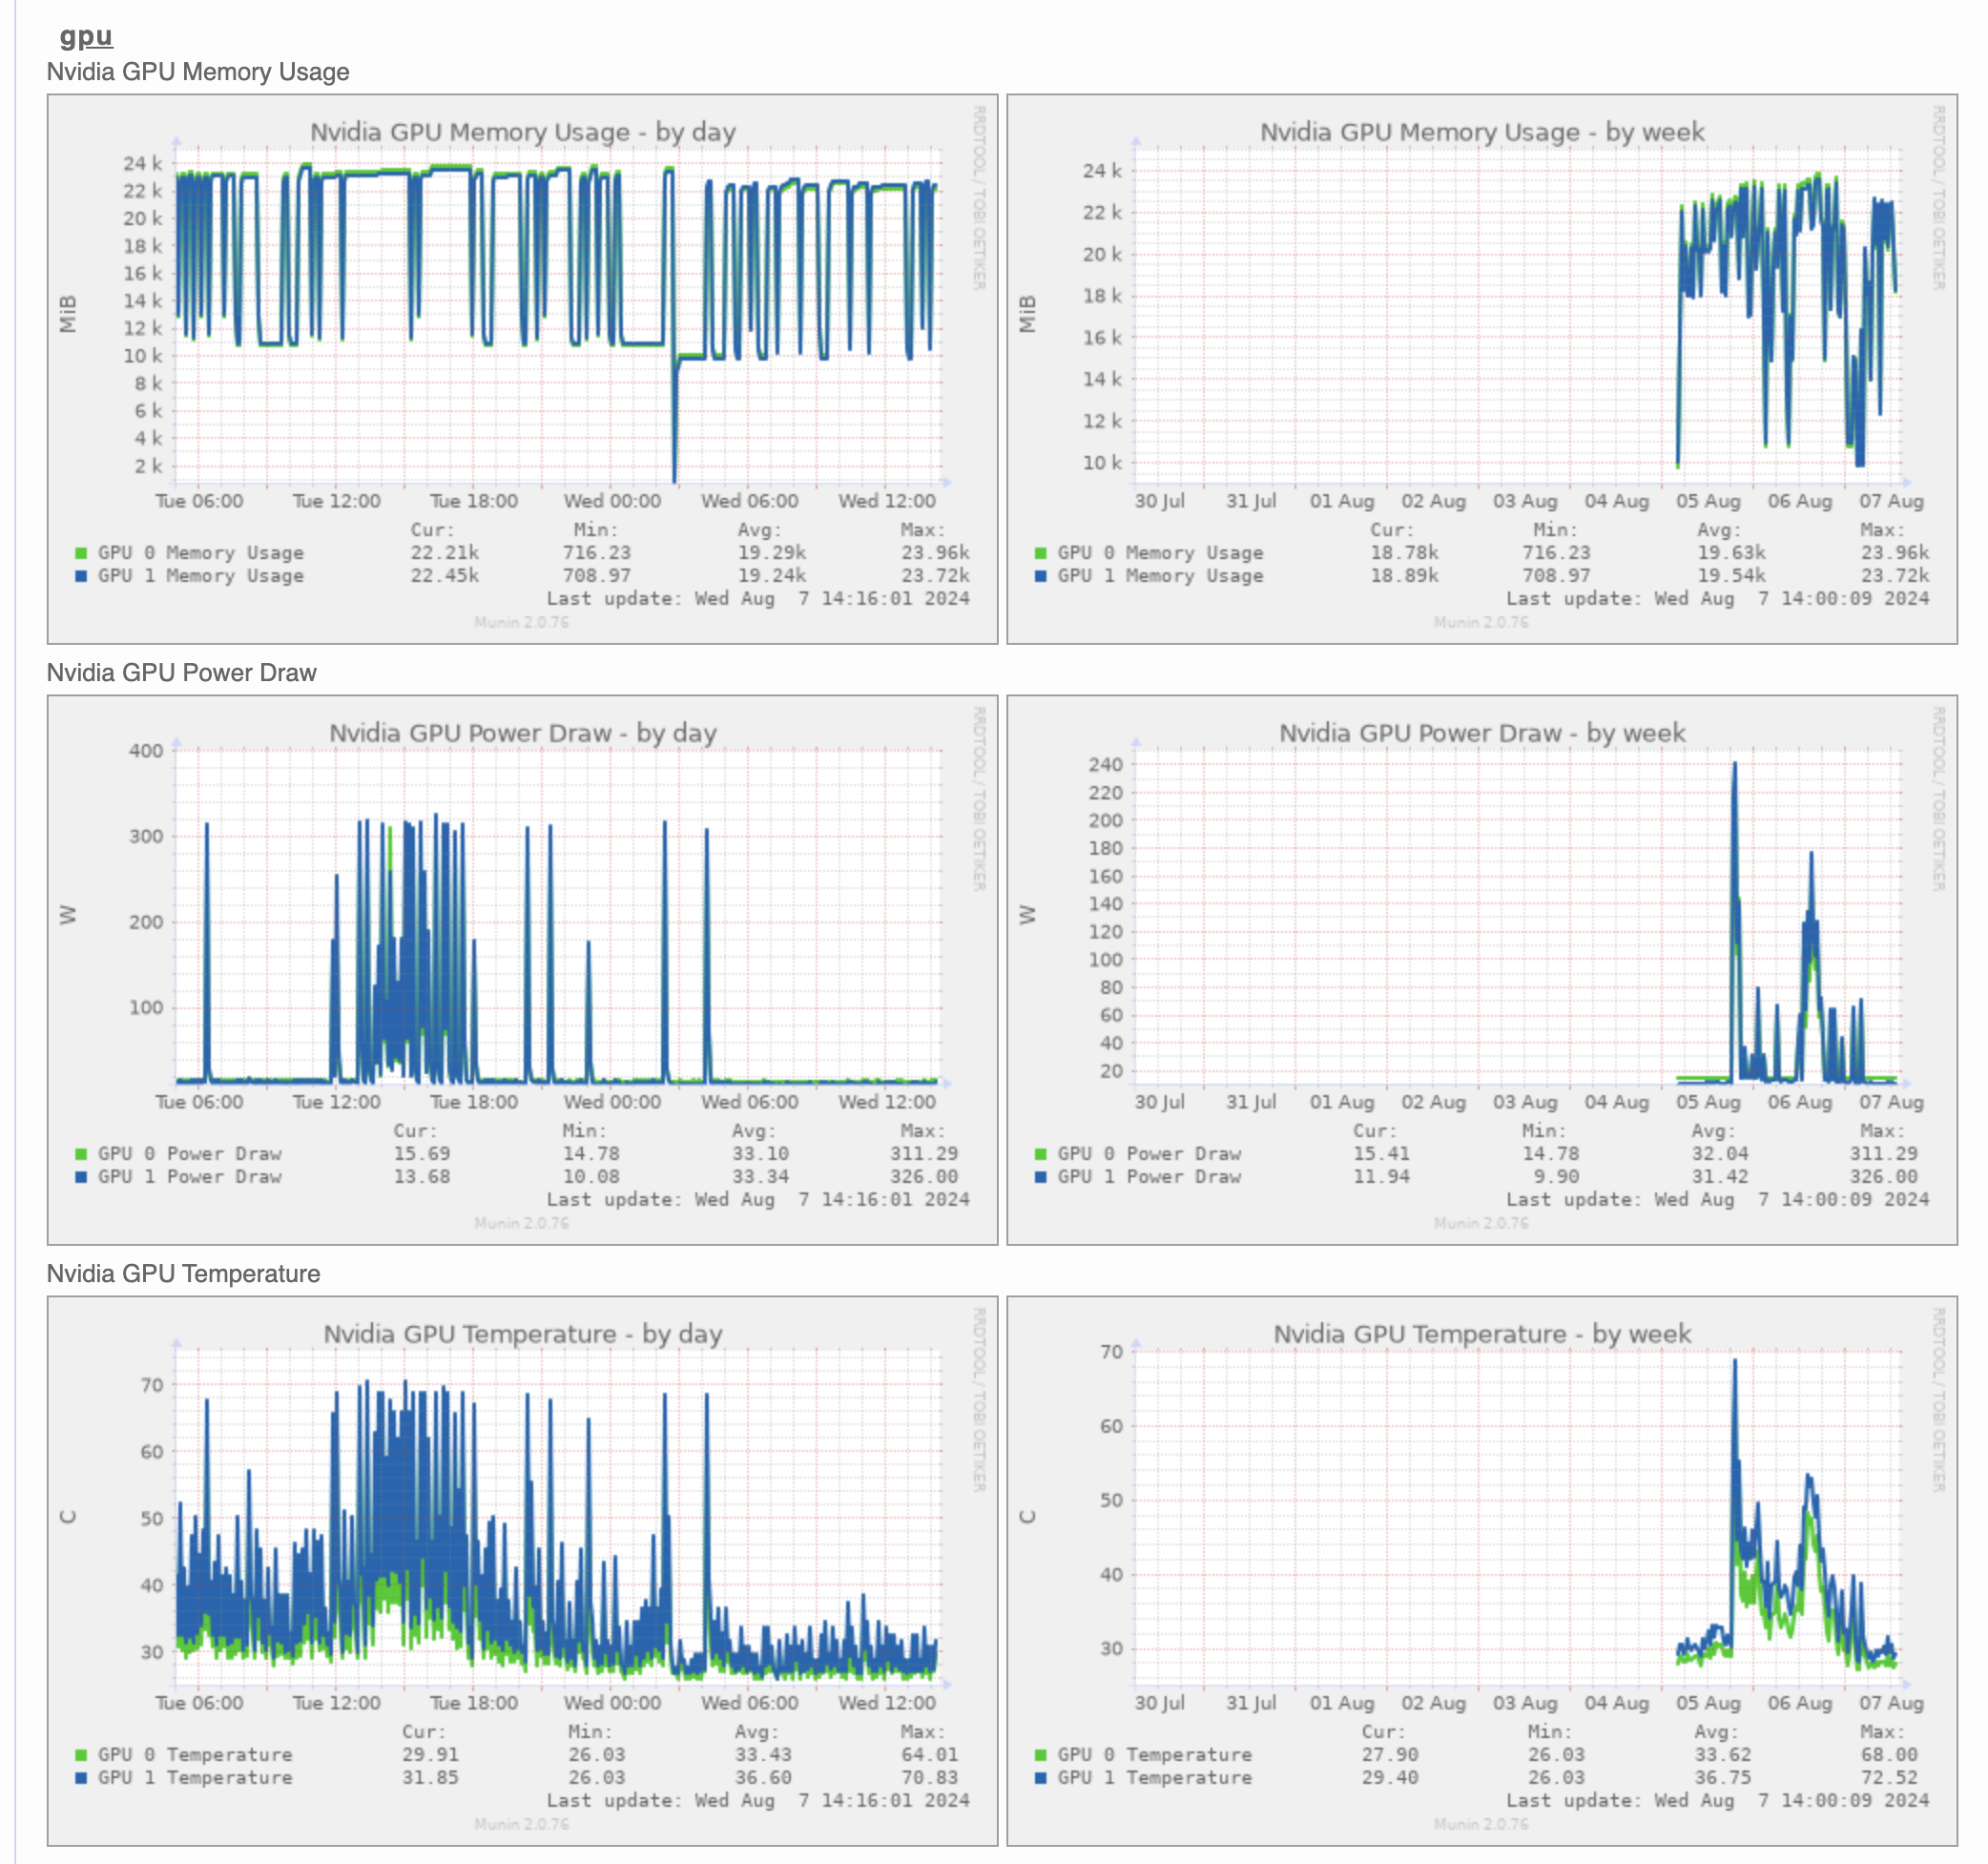 gpu
Nvidia GPU Memory Usage
Nvidia GPU Memory Usage - by day
RRDTOOL / TOBI OETIKER
MiB
24 k
22 k
20 k
18 k
16 k
14 k
12 k
10 k
8 k
6 k
4 k
2 k
Tue 06:00 Tue 12:00 Tue 18:00 Wed 00:00 Wed 06:00 Wed 12:00
Cur: Min: Avg: Max:
GPU 0 Memory Usage 22.21k 716.23 19.29k 23.96k
GPU 1 Memory Usage 22.45k 708.97 19.24k 23.72k
Last update: Wed Aug 7 14:16:01 2024
Munin 2.0.76
Nvidia GPU Memory Usage - by week
RRDTOOL / TOBI OETIKER
MiB
24 k
22 k
20 k
18 k
16 k
14 k
12 k
10 k
30 Jul 31 Jul 01 Aug 02 Aug 03 Aug 04 Aug 05 Aug 06 Aug 07 Aug
Cur: Min: Avg: Max:
GPU 0 Memory Usage 18.78k 716.23 19.63k 23.96k
GPU 1 Memory Usage 18.89k 708.97 19.54k 23.72k
Last update: Wed Aug 7 14:00:09 2024
Munin 2.0.76
Nvidia GPU Power Draw
Nvidia GPU Power Draw - by day
RRDTOOL / TOBI OETIKER
W
400
300
200
100
Tue 06:00 Tue 12:00 Tue 18:00 Wed 00:00 Wed 06:00 Wed 12:00
Cur: Min: Avg: Max:
GPU 0 Power Draw 15.69 14.78 33.10 311.29
GPU 1 Power Draw 13.68 10.08 33.34 326.00
Last update: Wed Aug 7 14:16:01 2024
Munin 2.0.76
Nvidia GPU Power Draw - by week
RRDTOOL / TOBI OETIKER
W
240
220
200
180
160
140
120
100
80
60
40
20
30 Jul 31 Jul 01 Aug 02 Aug 03 Aug 04 Aug 05 Aug 06 Aug 07 Aug
Cur: Min: Avg: Max:
GPU 0 Power Draw 15.41 14.78 32.04 311.29
GPU 1 Power Draw 11.94 9.90 31.42 326.00
Last update: Wed Aug 7 14:00:09 2024
Munin 2.0.76
Nvidia GPU Temperature
Nvidia GPU Temperature - by day
RRDTOOL / TOBI OETIKER
C
70
60
50
40
30
Tue 06:00 Tue 12:00 Tue 18:00 Wed 00:00 Wed 06:00 Wed 12:00
Cur: Min: Avg: Max:
GPU 0 Temperature 29.91 26.03 33.43 64.01
GPU 1 Temperature 31.85 26.03 36.60 70.83
Last update: Wed Aug 7 14:16:01 2024
Munin 2.0.76
Nvidia GPU Temperature - by week
RRDTOOL / TOBI OETIKER
C
70
60
50
40
30
30 Jul 31 Jul 01 Aug 02 Aug 03 Aug 04 Aug 05 Aug 06 Aug 07 Aug
Cur: Min: Avg: Max:
GPU 0 Temperature 27.90 26.03 33.62 68.00
GPU 1 Temperature 29.40 26.03 36.75 72.52
Last update: Wed Aug 7 14:00:09 2024
Munin 2.0.76